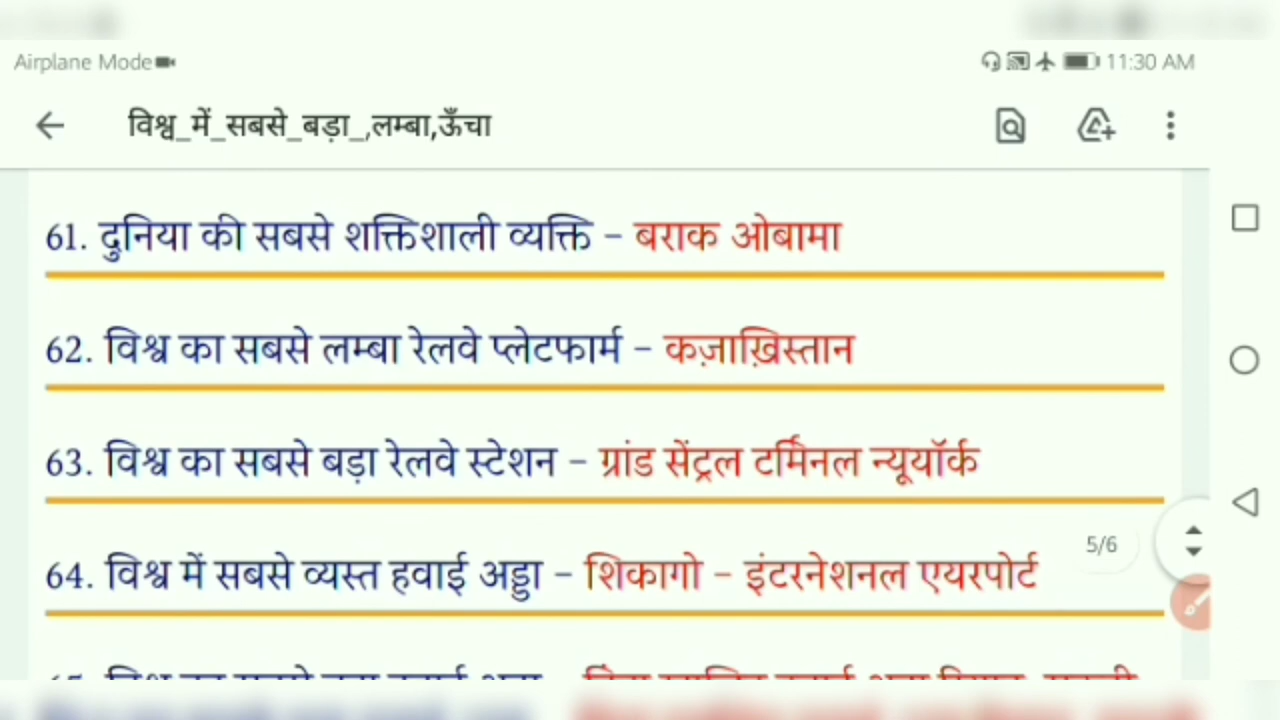 Airplane Mode
11:30 AM
विश्व_में_सबसे_बड़ा_,लम्बा,ऊँचा
61. दुनिया की सबसे शक्तिशाली व्यक्ति – बराक ओबामा
62. विश्व का सबसे लम्बा रेलवे प्लेटफार्म – कज़ाख़िस्तान
63. विश्व का सबसे बड़ा रेलवे स्टेशन – ग्रांड सेंट्रल टर्मिनल न्यूयॉर्क
5/6
64. विश्व में सबसे व्यस्त हवाई अड्डा – शिकागो – इंटरनेशनल एयरपोर्ट